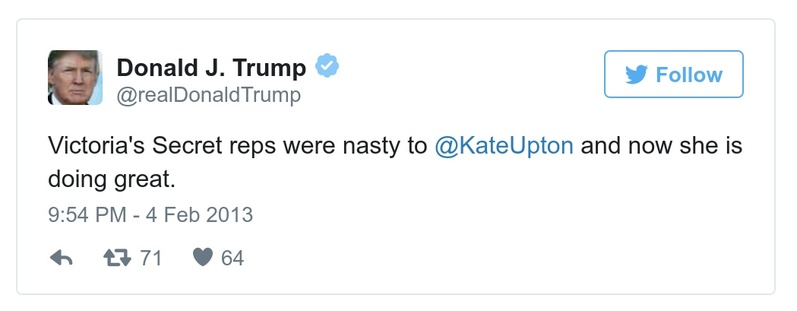 Donald J. Trump
@realDonaldTrump
Follow
Victoria's Secret reps were nasty to @KateUpton and now she is
doing great.
9:54 PM - 4 Feb 2013
71 64